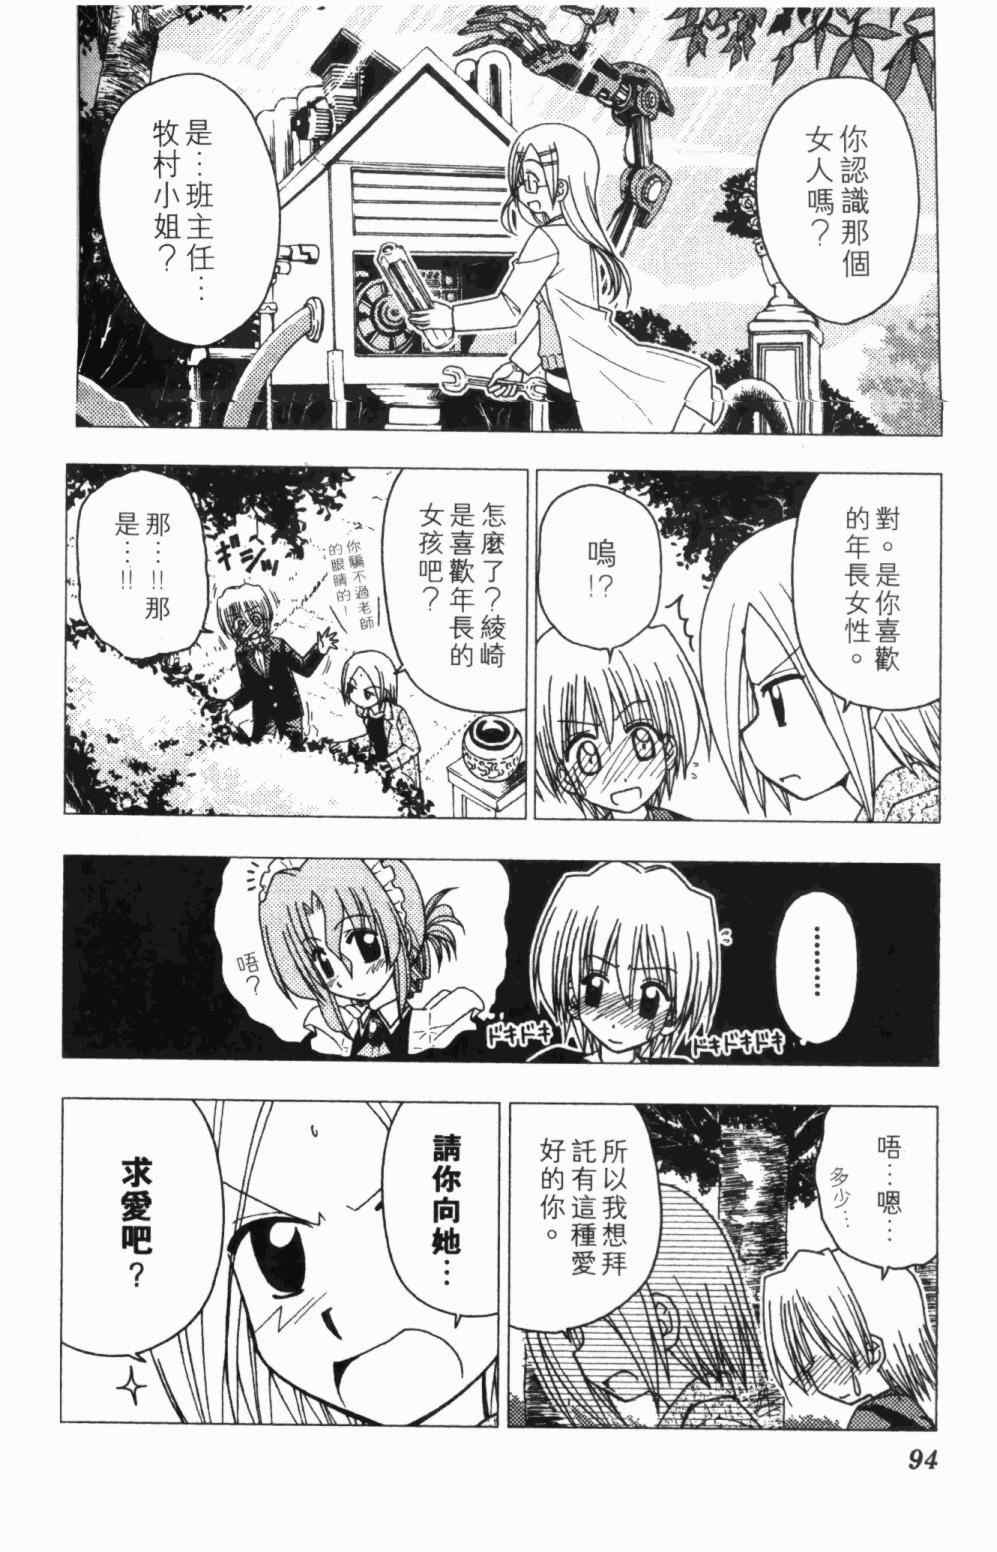 你認識那個
女人嗎？
是…班主任…
牧村小姐？
對。是你喜歡
的年長女性。
嗚
!?
怎麼了？綾崎
是喜歡年長的
女孩吧？
你騙不過老師
的眼睛的！
ギシッ
那…!!那
是…!!
………
ドキドキドキ
ドキドキ
唔？
唔…嗯…
多少…
所以我想拜
託有這種愛
好的你。
請你向她…
求愛吧？
94